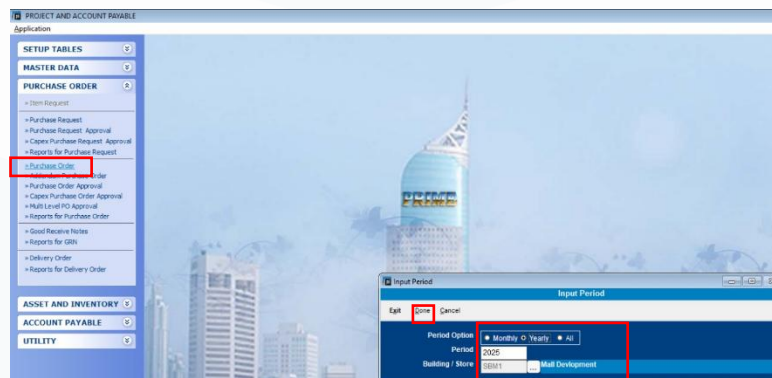 PROJECT AND ACCOUNT PAYABLE
Application
SETUP TABLES
MASTER DATA
PURCHASE ORDER
» Item Request
» Purchase Request
» Purchase Request Approval
» Capex Purchase Request Approval
» Reports for Purchase Request
» Purchase Order
» Addendum Purchase Order
» Purchase Order Approval
» Capex Purchase Order Approval
» Multi Level PO Approval
» Reports for Purchase Order
» Good Receive Notes
» Reports for GRN
» Delivery Order
» Reports for Delivery Order
ASSET AND INVENTORY
ACCOUNT PAYABLE
UTILITY
PRIME
Input Period
Input Period
Exit Done Cancel
Period Option Monthly Yearly All
Period 2025
Building / Store SBM1 ... Mall Devlopment